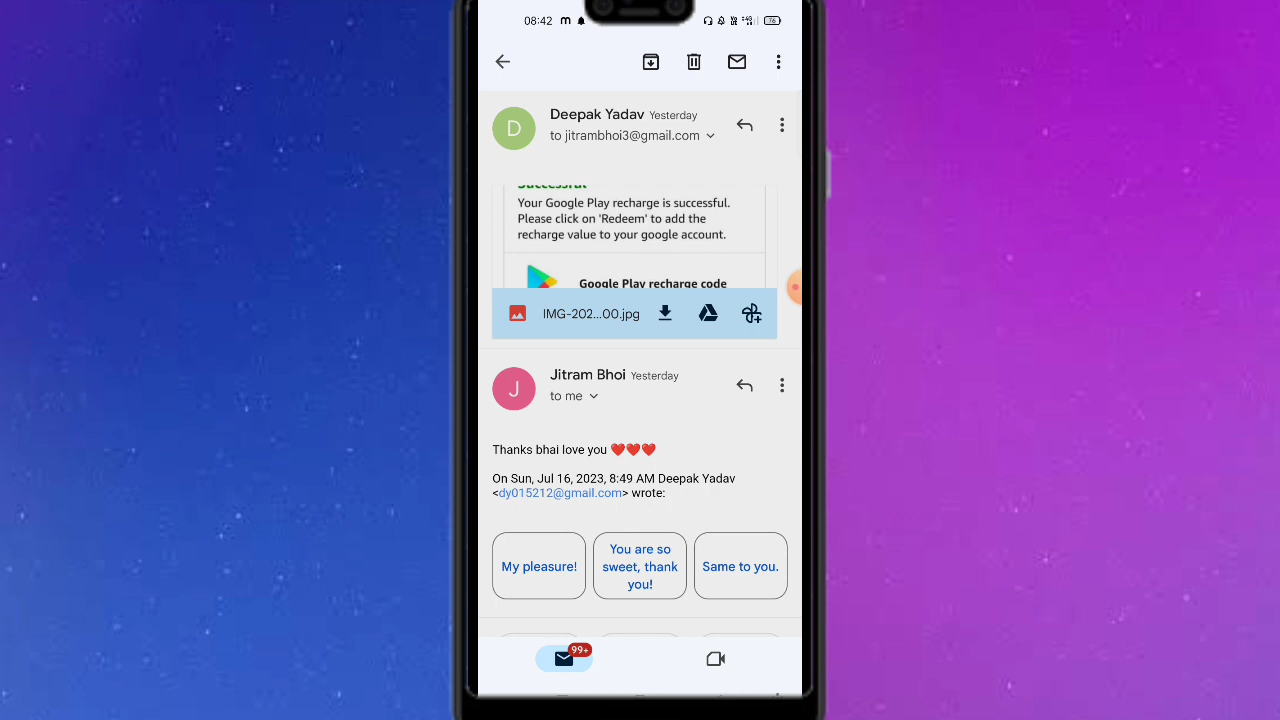 08:42
76
D
Deepak Yadav Yesterday
to jitrambhoi3@gmail.com
Successful
Your Google Play recharge is successful.
Please click on 'Redeem' to add the
recharge value to your google account.
Google Play recharge code
IMG-202...00.jpg
J
Jitram Bhoi Yesterday
to me
Thanks bhai love you ❤️❤️❤️
On Sun, Jul 16, 2023, 8:49 AM Deepak Yadav
<dy015212@gmail.com> wrote:
My pleasure!
You are so
sweet, thank
you!
Same to you.
99+